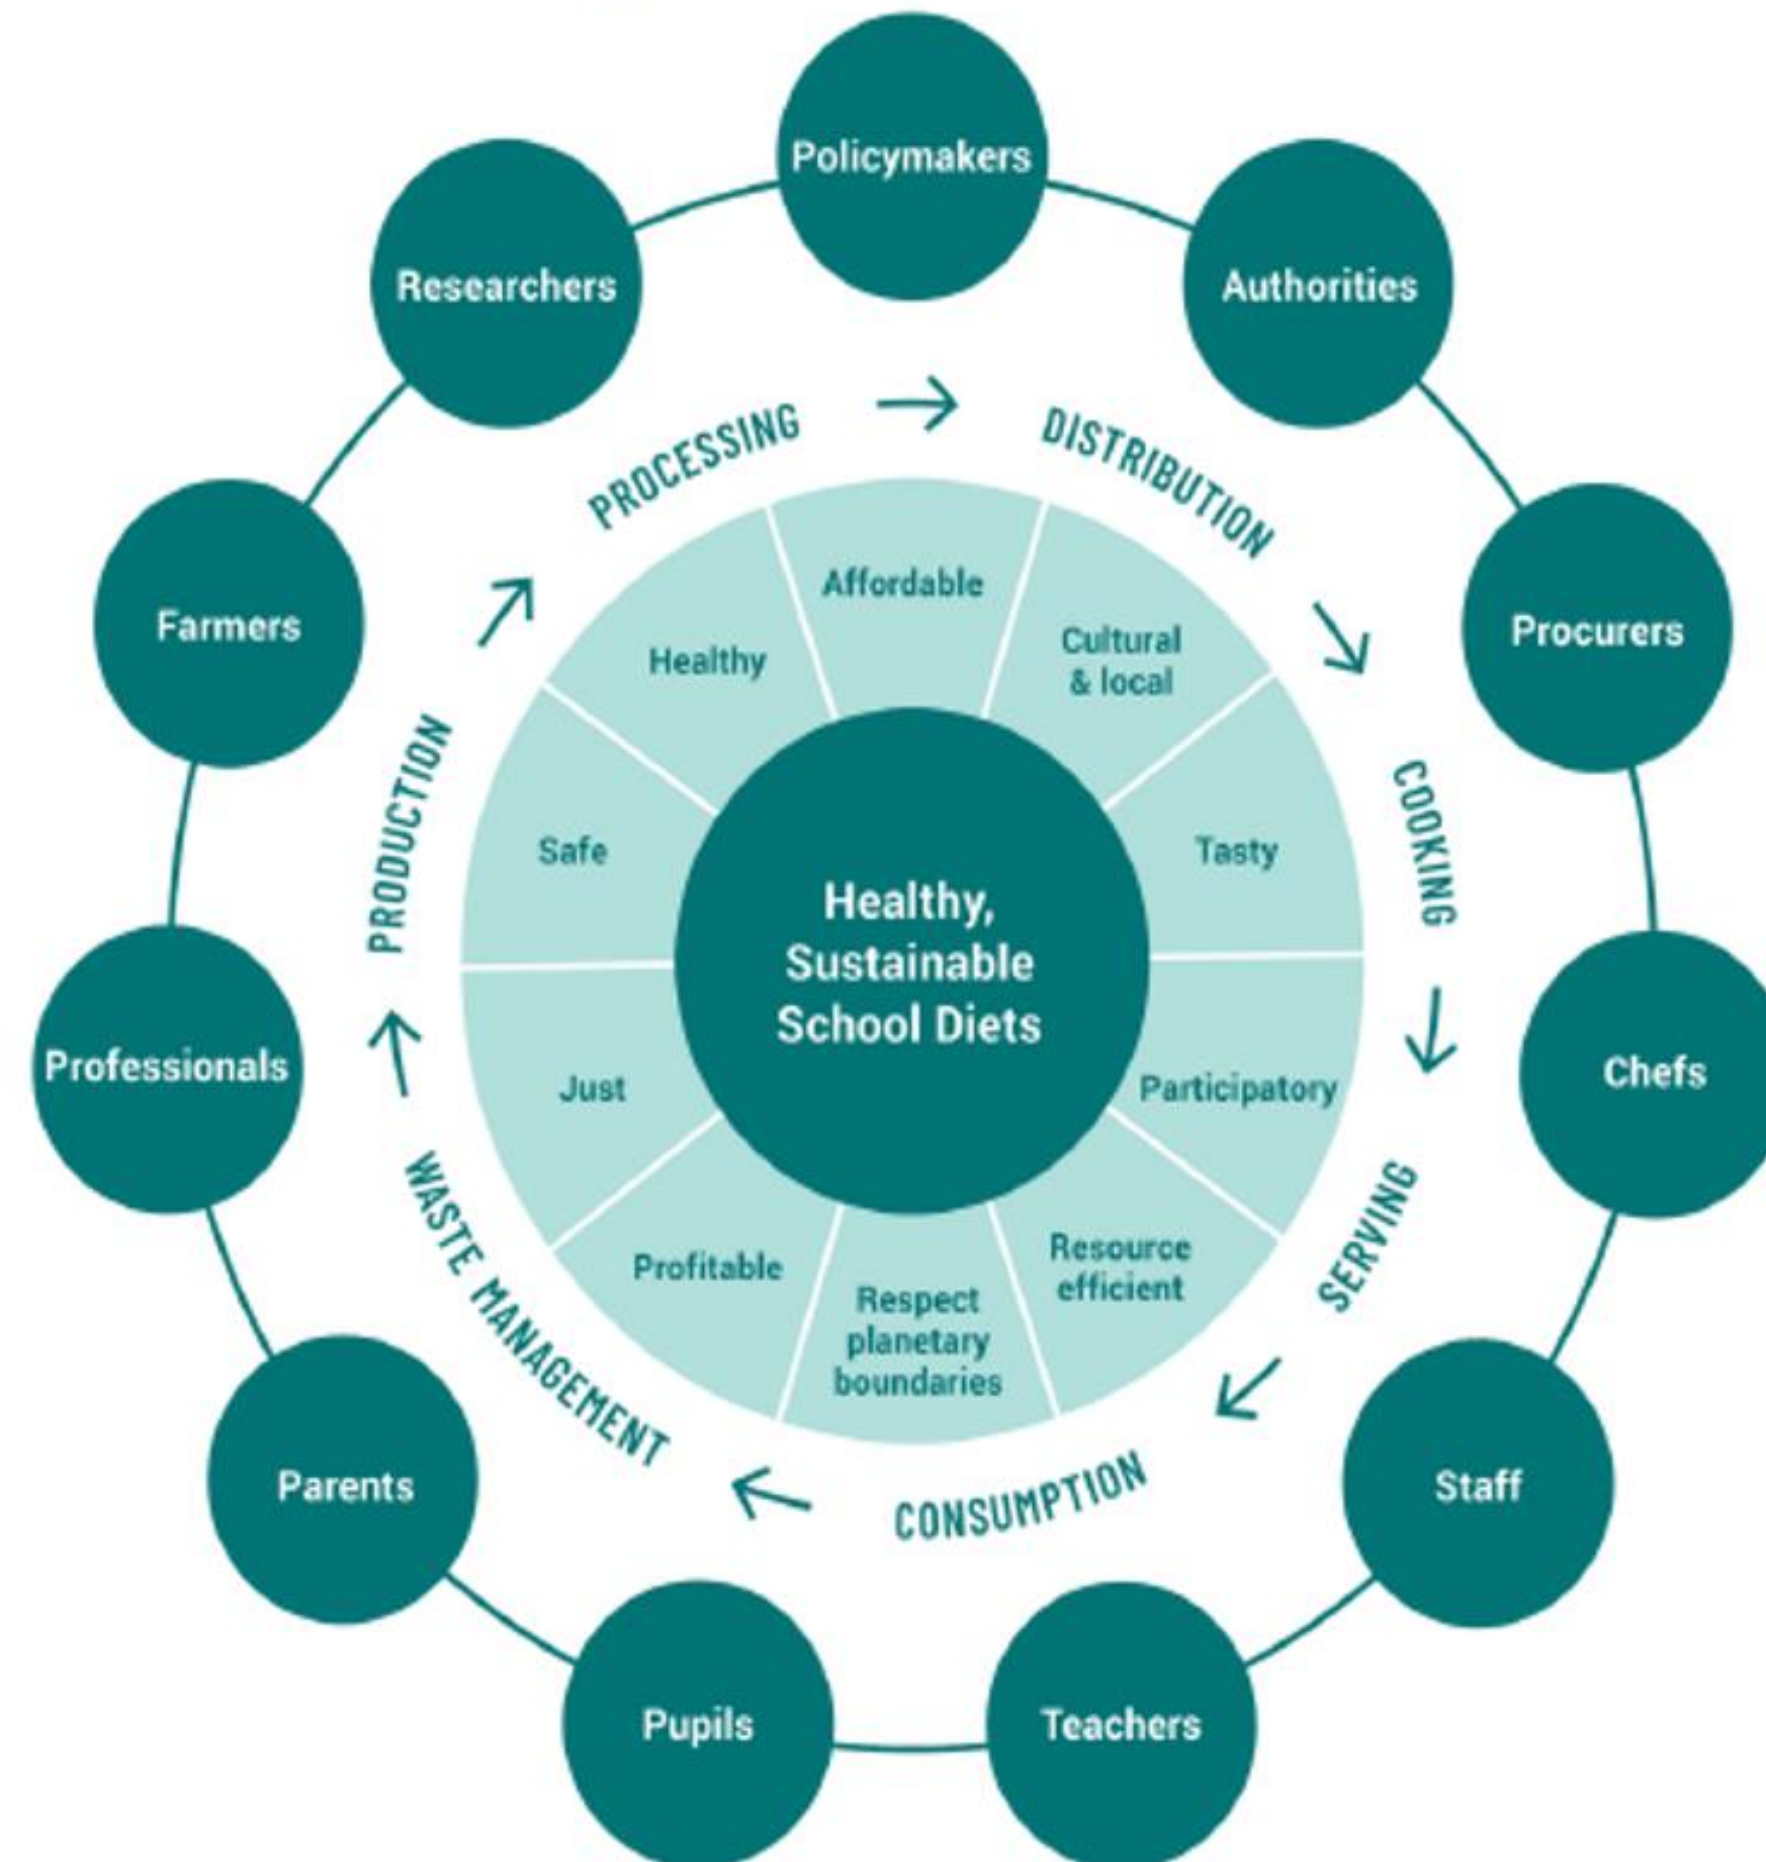 Policymakers
Authorities
Procurers
Chefs
Staff
Teachers
Pupils
Parents
Professionals
Farmers
Researchers
PROCESSING
DISTRIBUTION
COOKING
SERVING
CONSUMPTION
WASTE MANAGEMENT
PRODUCTION
Affordable
Cultural
& local
Tasty
Participatory
Resource
efficient
Respect
planetary
boundaries
Profitable
Just
Safe
Healthy
Healthy,
Sustainable
School Diets